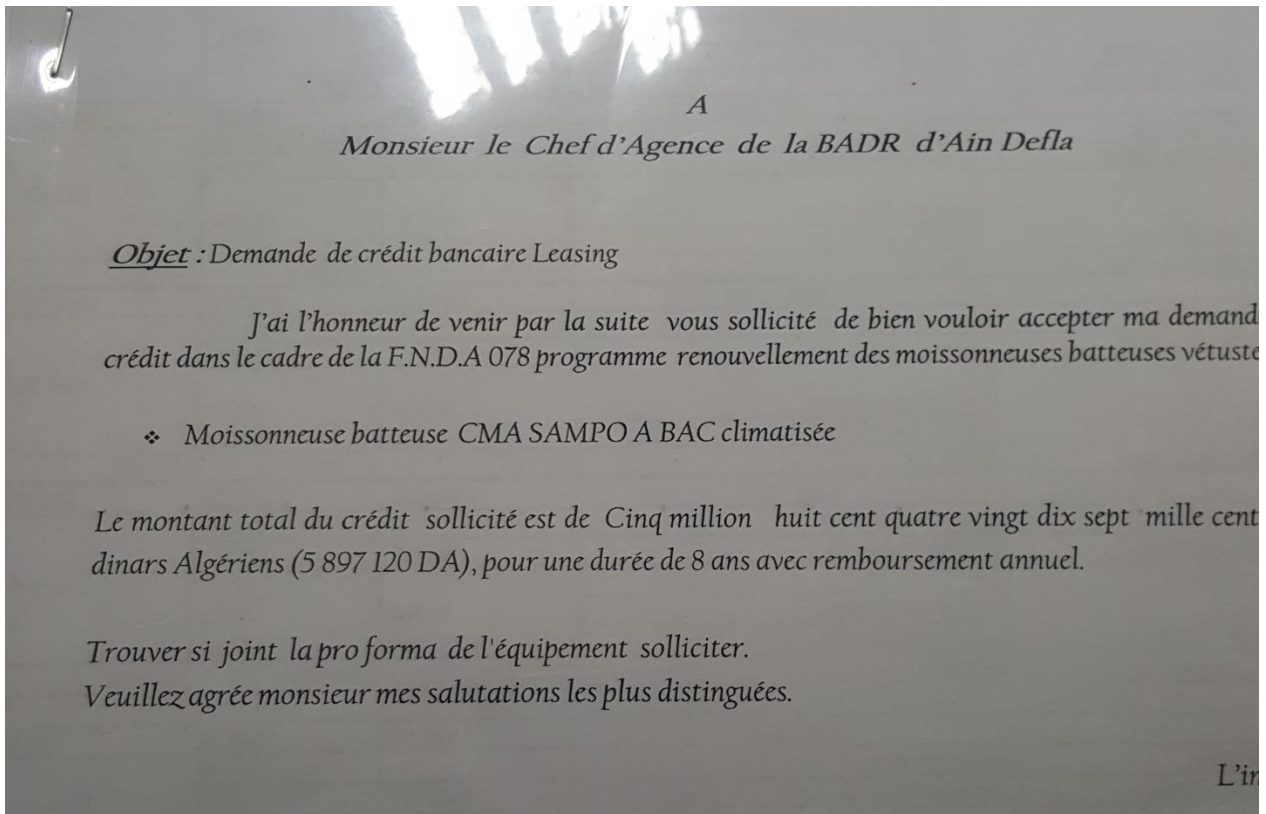 A
Monsieur le Chef d'Agence de la BADR d'Ain Defla
Objet : Demande de crédit bancaire Leasing
J'ai l'honneur de venir par la suite vous sollicité de bien vouloir accepter ma demand
crédit dans le cadre de la F.N.D.A 078 programme renouvellement des moissonneuses batteuses vétuste
❖ Moissonneuse batteuse CMA SAMPO A BAC climatisée
Le montant total du crédit sollicité est de Cinq million huit cent quatre vingt dix sept mille cent
dinars Algériens (5 897 120 DA), pour une durée de 8 ans avec remboursement annuel.
Trouver si joint la pro forma de l'équipement solliciter.
Veuillez agrée monsieur mes salutations les plus distinguées.